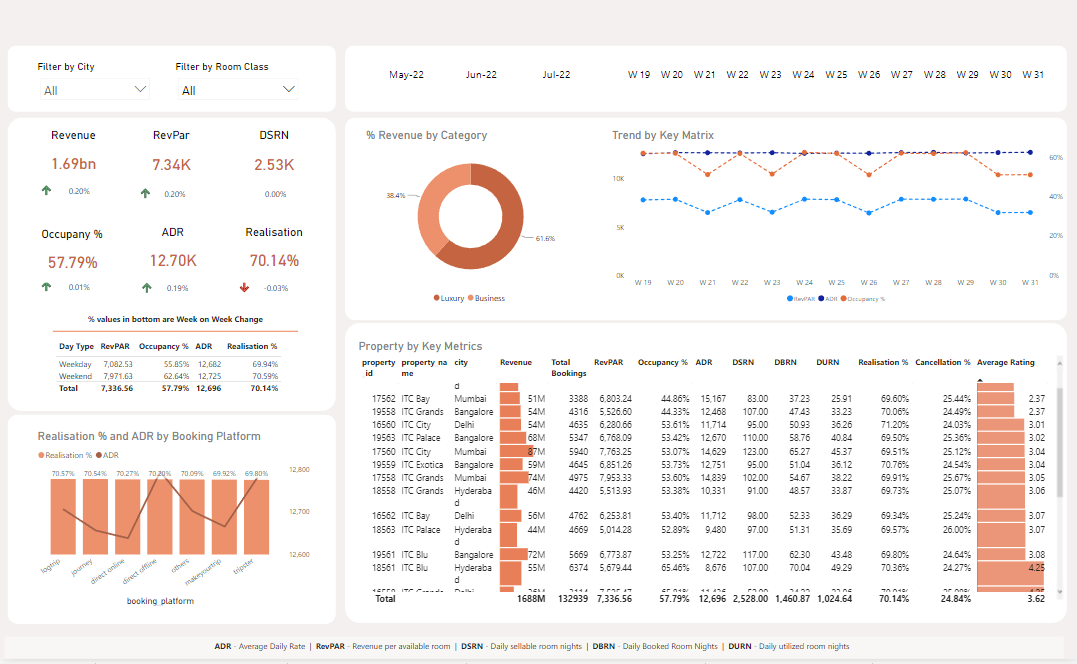 Filter by City
Filter by Room Class
All
All
May-22 Jun-22 Jul-22
W 19 W 20 W 21 W 22 W 23 W 24 W 25 W 26 W 27 W 28 W 29 W 30 W 31
Revenue RevPar DSRN
1.69bn 7.34K 2.53K
0.20% 0.20% 0.00%
Occupany % ADR Realisation
57.79% 12.70K 70.14%
0.01% 0.19% -0.03%
% values in bottom are Week on Week Change
Day Type RevPAR Occupancy % ADR Realisation %
Weekday 7,082.53 55.85% 12,682 69.94%
Weekend 7,971.63 62.64% 12,725 70.59%
Total 7,336.56 57.79% 12,696 70.14%
% Revenue by Category
38.4%
61.6%
Luxury Business
Trend by Key Matrix
10K
5K
0K
60%
40%
20%
0%
W 19 W 20 W 21 W 22 W 23 W 24 W 25 W 26 W 27 W 28 W 29 W 30 W 31
RevPAR ADR Occupancy %
Realisation % and ADR by Booking Platform
Realisation % ADR
70.57% 70.54% 70.27% 70.20% 70.09% 69.92% 69.80%
12,800
12,700
12,600
logtrip journey direct online direct offline others makeyourtrip tripster
booking_platform
Property by Key Metrics
property id property name city Revenue Total Bookings RevPAR Occupancy % ADR DSRN DBRN DURN Realisation % Cancellation % Average Rating
d
17562 ITC Bay Mumbai 51M 3388 6,803.24 44.86% 15,167 83.00 37.23 25.91 69.60% 25.44% 2.37
19558 ITC Grands Bangalore 54M 4316 5,526.60 44.33% 12,468 107.00 47.43 33.23 70.06% 24.49% 2.37
16560 ITC City Delhi 54M 4635 6,280.66 53.61% 11,714 95.00 50.93 36.26 71.20% 24.03% 3.01
19563 ITC Palace Bangalore 68M 5347 6,768.09 53.42% 12,670 110.00 58.76 40.84 69.50% 25.36% 3.02
17560 ITC City Mumbai 87M 5940 7,763.25 53.07% 14,629 123.00 65.27 45.37 69.51% 25.12% 3.04
19559 ITC Exotica Bangalore 59M 4645 6,851.26 53.73% 12,751 95.00 51.04 36.12 70.76% 24.54% 3.04
17558 ITC Grands Mumbai 74M 4975 7,953.33 53.60% 14,839 102.00 54.67 38.22 69.91% 25.67% 3.05
18558 ITC Grands Hyderabad 46M 4420 5,513.93 53.38% 10,331 91.00 48.57 33.87 69.73% 25.07% 3.06
16562 ITC Bay Delhi 56M 4762 6,253.81 53.40% 11,712 98.00 52.33 36.29 69.34% 25.24% 3.07
18563 ITC Palace Hyderabad 44M 4669 5,014.28 52.89% 9,480 97.00 51.31 35.69 69.57% 26.00% 3.07
19561 ITC Blu Bangalore 72M 5669 6,773.87 53.25% 12,722 117.00 62.30 43.48 69.80% 24.64% 3.08
18561 ITC Blu Hyderabad 55M 6374 5,679.44 65.46% 8,676 107.00 70.04 49.29 70.36% 24.27% 4.25
Total 1688M 132939 7,336.56 57.79% 12,696 2,528.00 1,460.87 1,024.64 70.14% 24.84% 3.62
ADR - Average Daily Rate | RevPAR - Revenue per available room | DSRN - Daily sellable room nights | DBRN - Daily Booked Room Nights | DURN - Daily utilized room nights